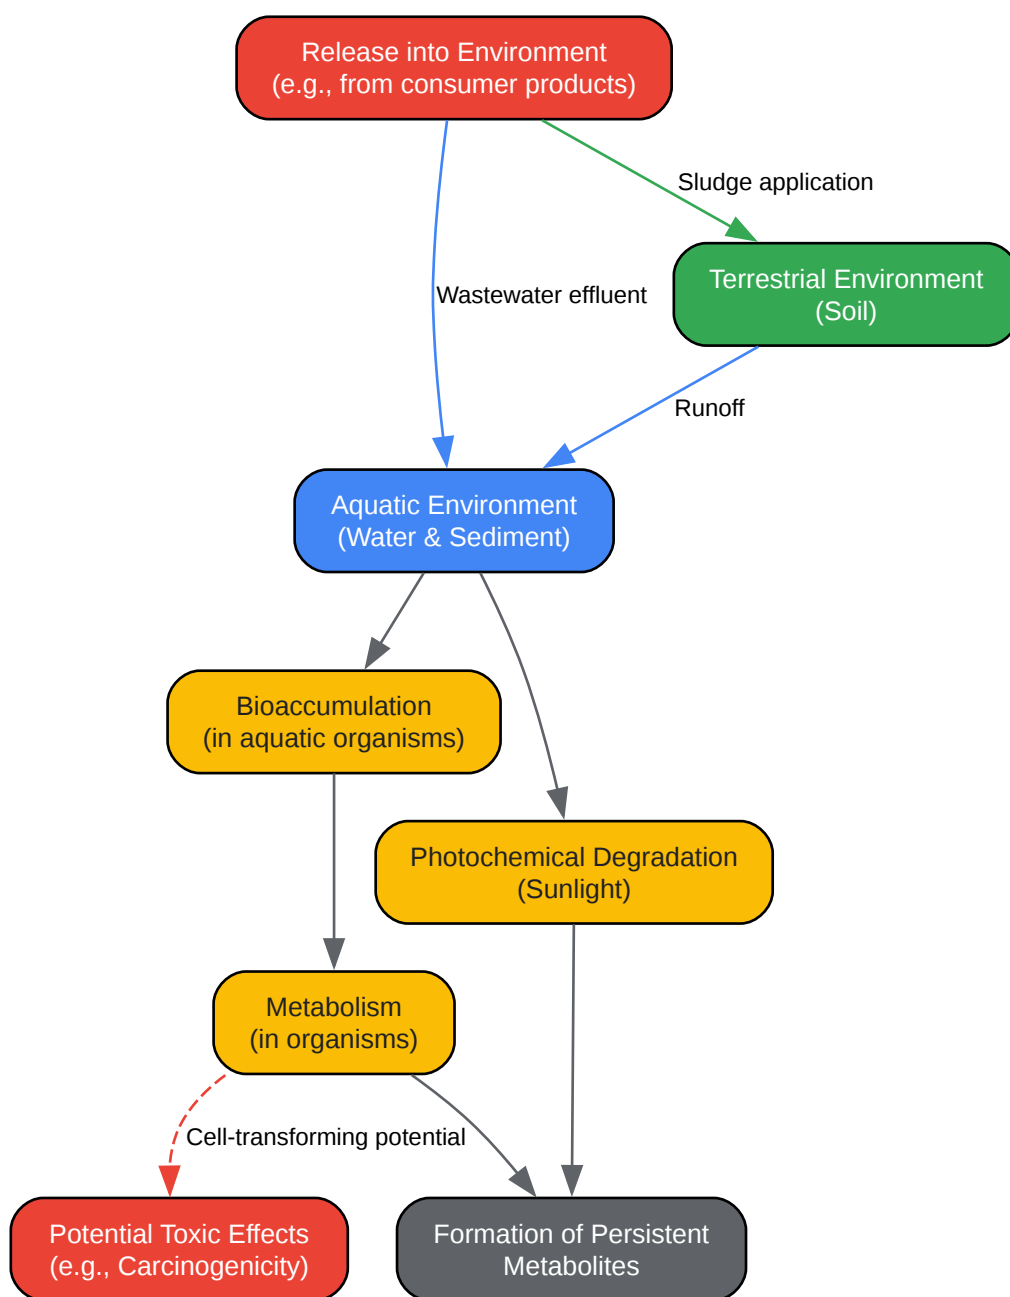 Release into Environment
(e.g., from consumer products)
Sludge application
Terrestrial Environment
(Soil)
Wastewater effluent
Runoff
Aquatic Environment
(Water & Sediment)
Bioaccumulation
(in aquatic organisms)
Photochemical Degradation
(Sunlight)
Metabolism
(in organisms)
Cell-transforming potential
Potential Toxic Effects
(e.g., Carcinogenicity)
Formation of Persistent
Metabolites